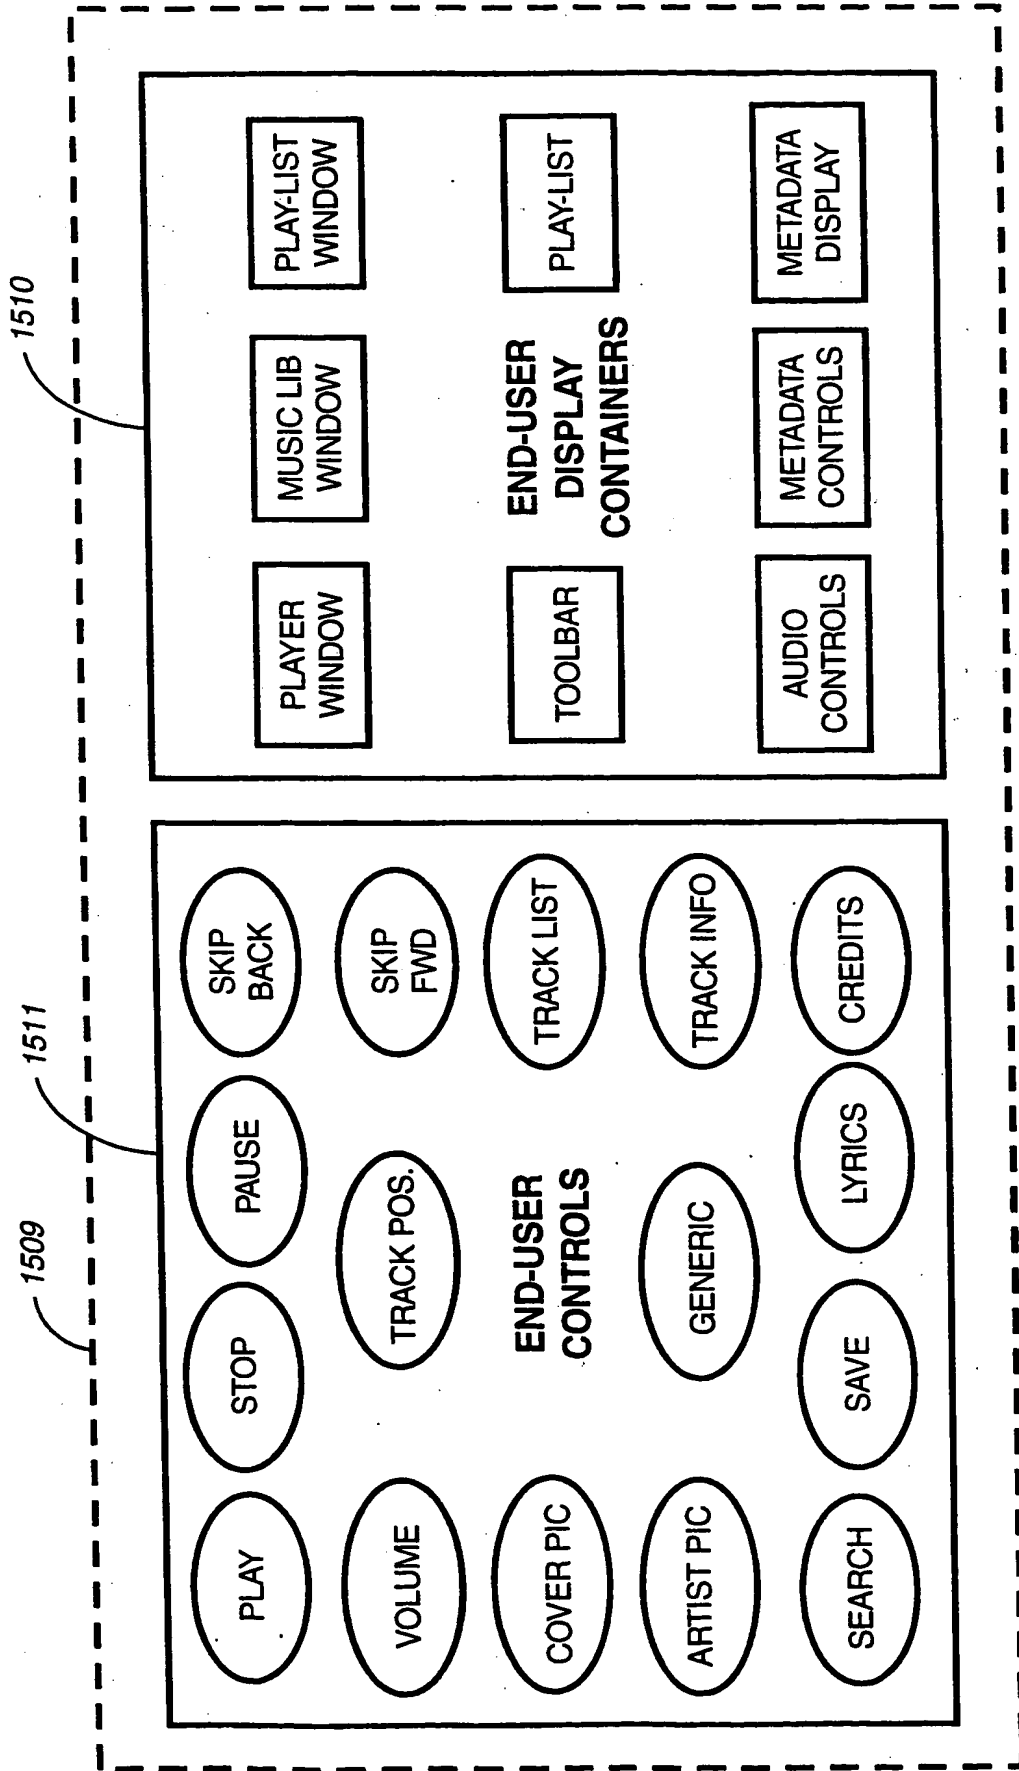 1509
1511
1510
PLAY
STOP
PAUSE
SKIP
BACK
VOLUME
TRACK POS.
SKIP
FWD
COVER PIC
END-USER
CONTROLS
TRACK LIST
ARTIST PIC
GENERIC
TRACK INFO
SEARCH
SAVE
LYRICS
CREDITS
PLAYER
WINDOW
MUSIC LIB
WINDOW
PLAY-LIST
WINDOW
TOOLBAR
END-USER
DISPLAY
CONTAINERS
PLAY-LIST
AUDIO
CONTROLS
METADATA
CONTROLS
METADATA
DISPLAY